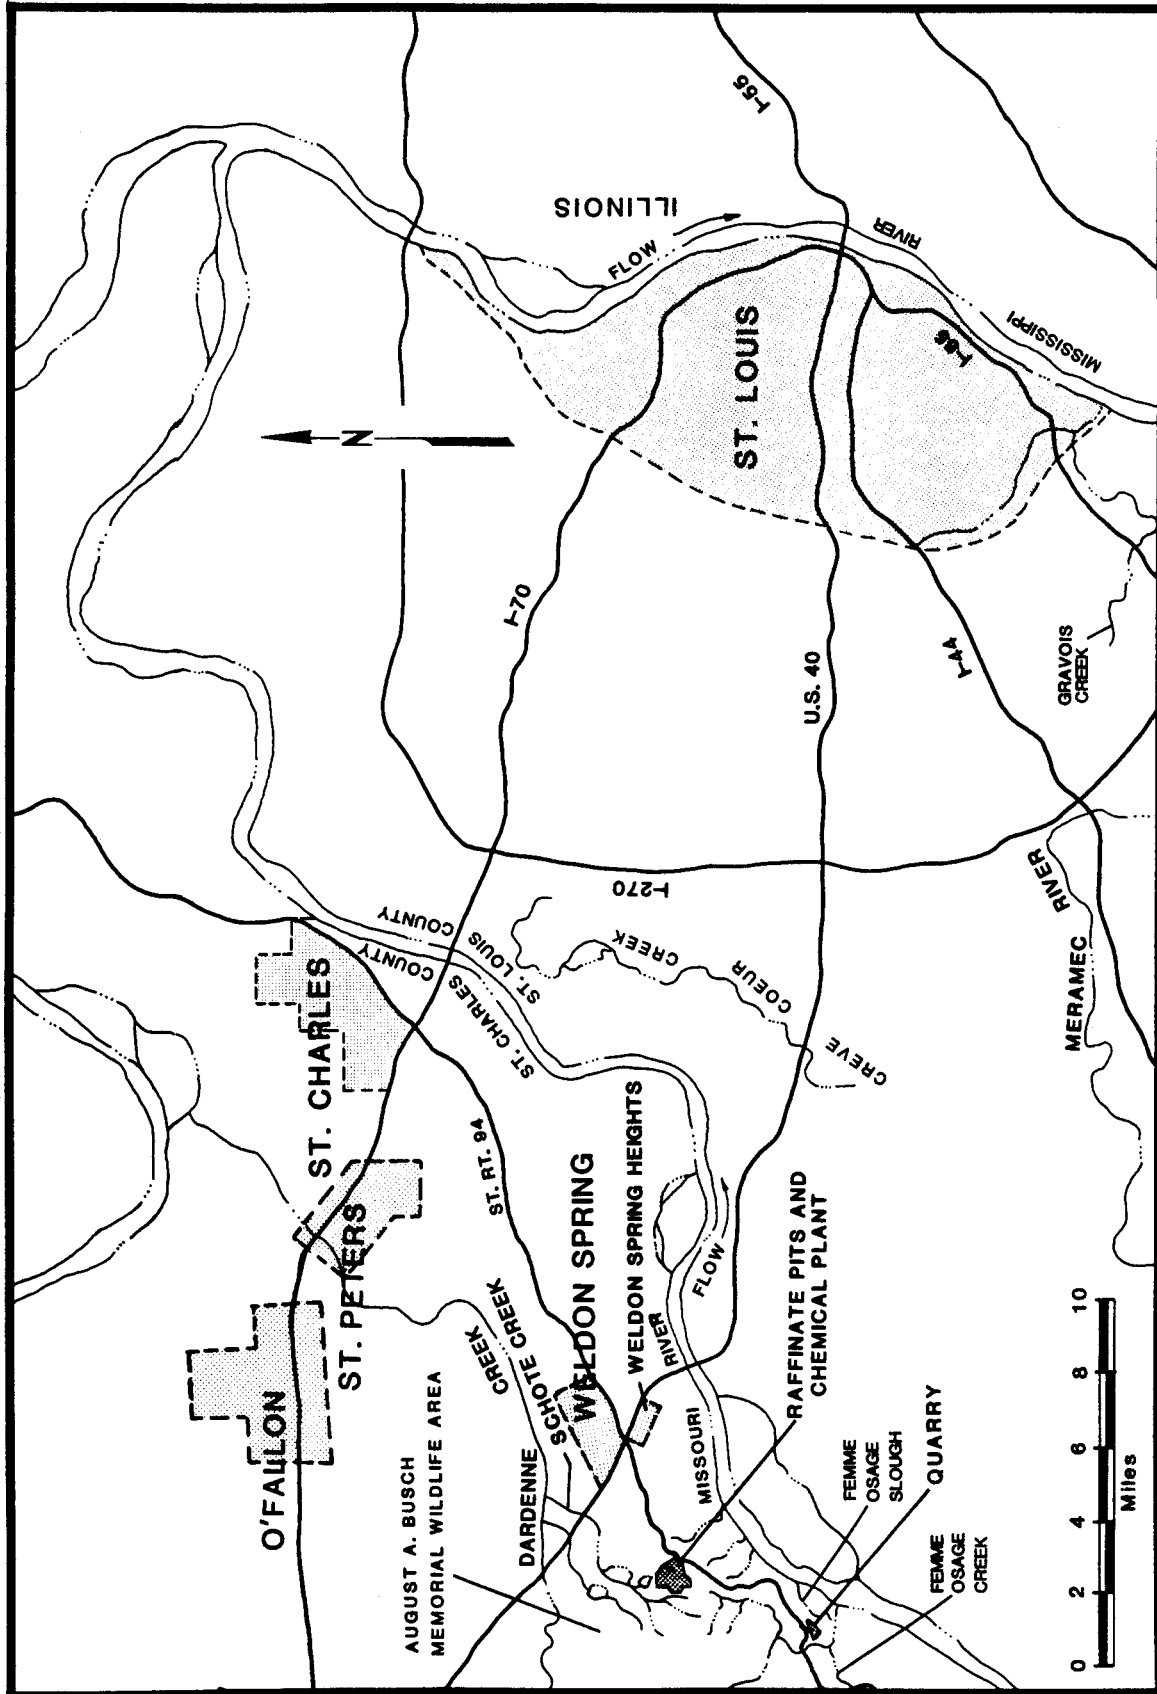 ILLINOIS
I-55
FLOW
RIVER
MISSISSIPPI
I-55
ST. LOUIS
N
I-70
U.S. 40
I-44
GRAVOIS
CREEK
I-270
ST. LOUIS COUNTY
ST. CHARLES COUNTY
CREVE COEUR CREEK
MERAMEC RIVER
ST. CHARLES
ST. PETERS
O'FALLON
ST. RT. 94
WELDON SPRING
WELDON SPRING HEIGHTS
SCHOTE CREEK
DARDENNE CREEK
AUGUST A. BUSCH
MEMORIAL WILDLIFE AREA
MISSOURI RIVER
FLOW
RAFFINATE PITS AND
CHEMICAL PLANT
QUARRY
FEMME
OSAGE
SLOUGH
FEMME
OSAGE
CREEK
0 2 4 6 8 10
Miles